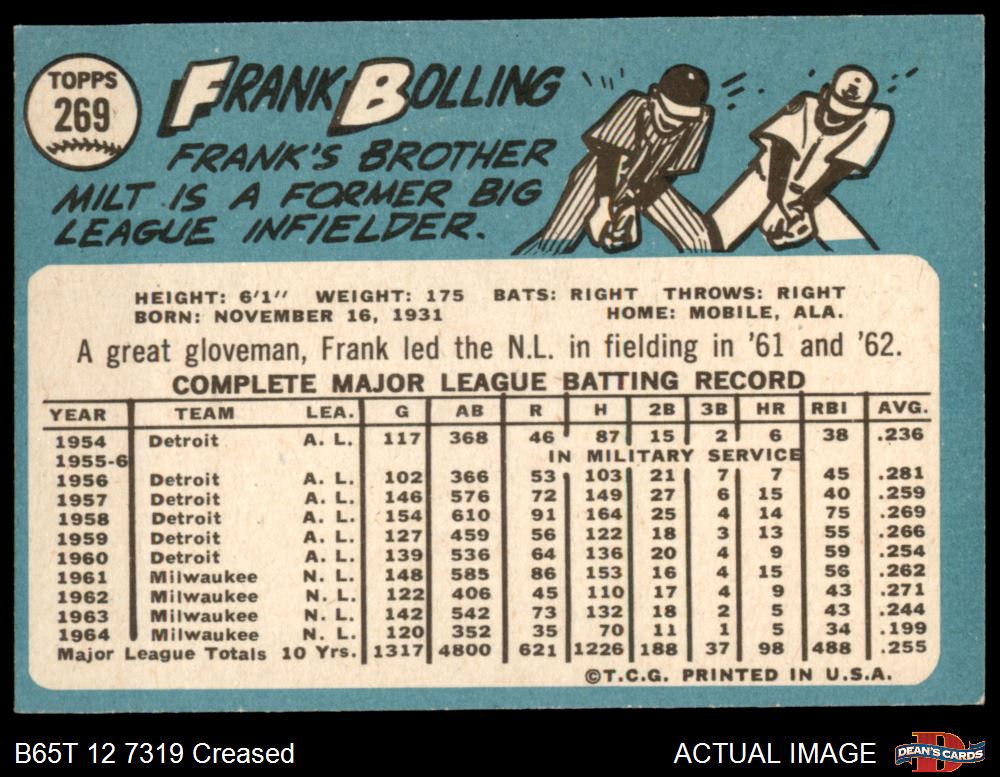 TOPPS
269
FRANK BOLLING
FRANK'S BROTHER
MILT IS A FORMER BIG
LEAGUE INFIELDER.
HEIGHT: 6'1" WEIGHT: 175 BATS: RIGHT THROWS: RIGHT
BORN: NOVEMBER 16, 1931 HOME: MOBILE, ALA.
A great gloveman, Frank led the N.L. in fielding in '61 and '62.
COMPLETE MAJOR LEAGUE BATTING RECORD
YEAR TEAM LEA. G AB R H 2B 3B HR RBI AVG.
1954 Detroit A. L. 117 368 46 87 15 2 6 38 .236
1955-6 IN MILITARY SERVICE
1956 Detroit A. L. 102 366 53 103 21 7 7 45 .281
1957 Detroit A. L. 146 576 72 149 27 6 15 40 .259
1958 Detroit A. L. 154 610 91 164 25 4 14 75 .269
1959 Detroit A. L. 127 459 56 122 18 3 13 55 .266
1960 Detroit A. L. 139 536 64 136 20 4 9 59 .254
1961 Milwaukee N. L. 148 585 86 153 16 4 15 56 .262
1962 Milwaukee N. L. 122 406 45 110 17 4 9 43 .271
1963 Milwaukee N. L. 142 542 73 132 18 2 5 43 .244
1964 Milwaukee N. L. 120 352 35 70 11 1 5 34 .199
Major League Totals 10 Yrs. 1317 4800 621 1226 188 37 98 488 .255
©T.C.G. PRINTED IN U.S.A.
B65T 12 7319 Creased ACTUAL IMAGE DEAN'S CARDS